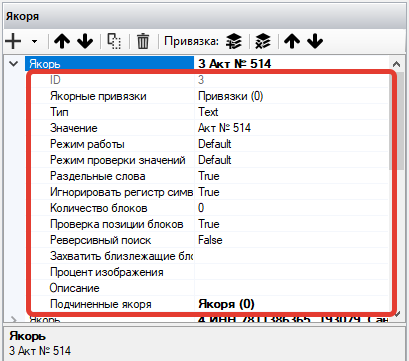 Якоря
Привязка:
Якорь 3 Акт № 514
ID 3
Якорные привязки Привязки (0)
Тип Text
Значение Акт № 514
Режим работы Default
Режим проверки значений Default
Раздельные слова True
Игнорировать регистр симв True
Количество блоков 0
Проверка позиции блоков True
Реверсивный поиск False
Захватить близлежащие бло
Процент изображения
Описание
Подчиненные якоря Якоря (0)
Якорь 4 ИНН 7811386365, 193079, Сан
Якорь
3 Акт № 514